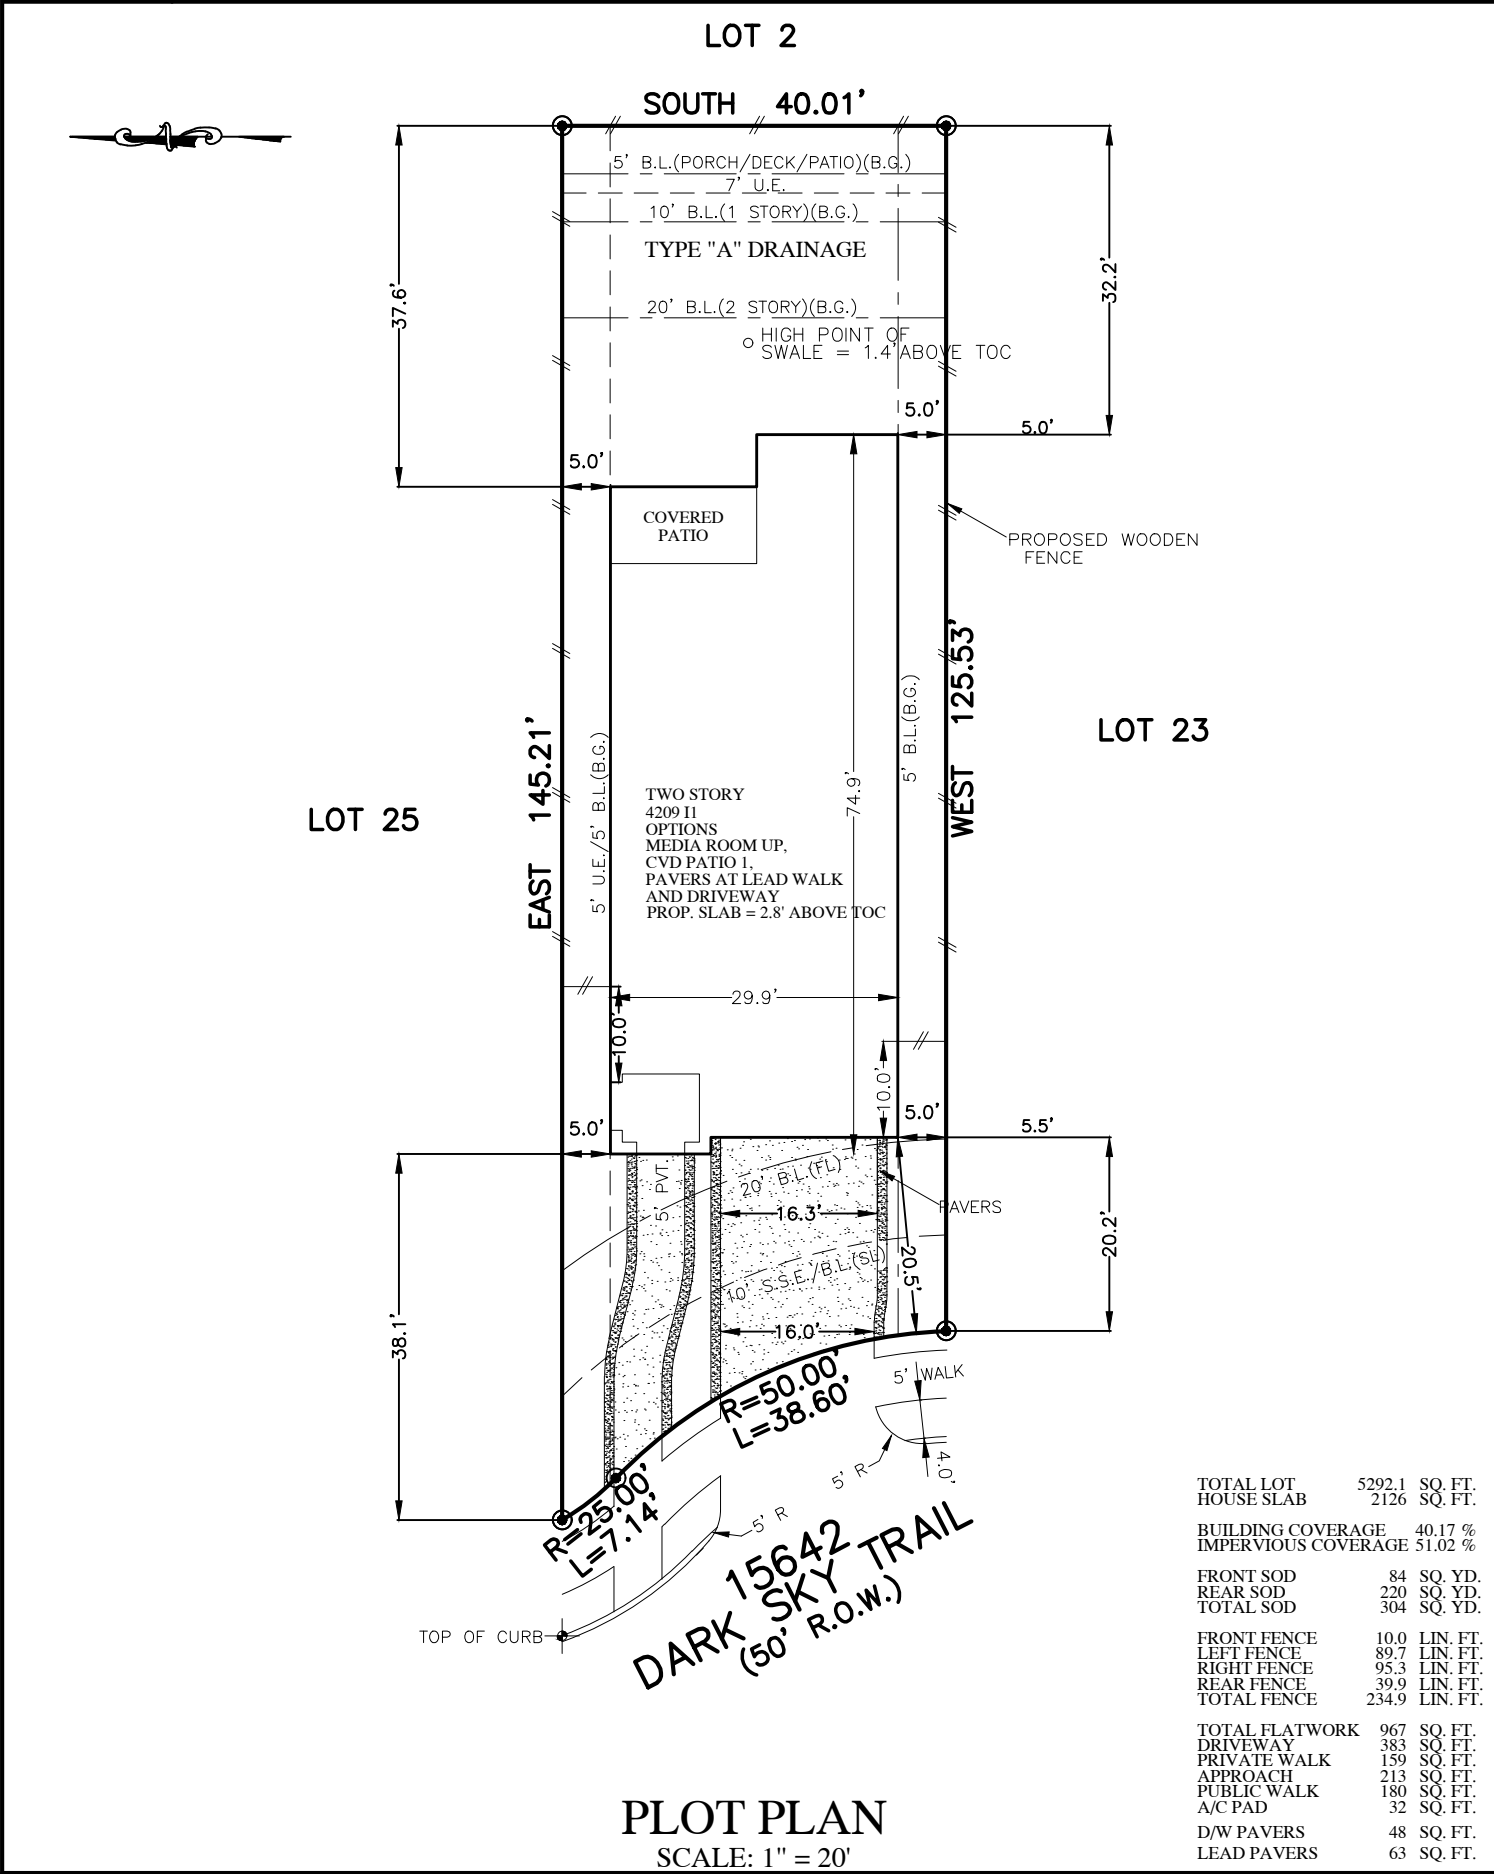 LOT 2
SOUTH 40.01'
5' B.L.(PORCH/DECK/PATIO)(B.G.)
7' U.E.
10' B.L.(1 STORY)(B.G.)
TYPE "A" DRAINAGE
37.6'
32.2'
20' B.L.(2 STORY)(B.G.)
HIGH POINT OF
SWALE = 1.4'ABOVE TOC
5.0'
5.0'
5.0'
COVERED
PATIO
PROPOSED WOODEN
FENCE
WEST 125.53'
LOT 23
5' B.L.(B.G.)
EAST 145.21'
5' U.E./5' B.L.(B.G.)
LOT 25
74.9'
TWO STORY
4209 I1
OPTIONS
MEDIA ROOM UP,
CVD PATIO 1,
PAVERS AT LEAD WALK
AND DRIVEWAY
PROP. SLAB = 2.8' ABOVE TOC
29.9'
10.0'
10.0'
5.0'
5.0'
5.5'
5' PVT.
20' B.L.(FL)
PAVERS
16.3'
20.5'
20.2'
10' S.S.E./B.L.(SL)
16.0'
38.1'
R=50.00'
L=38.60'
5' WALK
4.0'
5' R
R=25.00'
L=7.14'
5' R
15642
DARK SKY TRAIL
(50' R.O.W.)
TOP OF CURB
TOTAL LOT 5292.1 SQ. FT.
HOUSE SLAB 2126 SQ. FT.
BUILDING COVERAGE 40.17 %
IMPERVIOUS COVERAGE 51.02 %
FRONT SOD 84 SQ. YD.
REAR SOD 220 SQ. YD.
TOTAL SOD 304 SQ. YD.
FRONT FENCE 10.0 LIN. FT.
LEFT FENCE 89.7 LIN. FT.
RIGHT FENCE 95.3 LIN. FT.
REAR FENCE 39.9 LIN. FT.
TOTAL FENCE 234.9 LIN. FT.
TOTAL FLATWORK 967 SQ. FT.
DRIVEWAY 383 SQ. FT.
PRIVATE WALK 159 SQ. FT.
APPROACH 213 SQ. FT.
PUBLIC WALK 180 SQ. FT.
A/C PAD 32 SQ. FT.
D/W PAVERS 48 SQ. FT.
LEAD PAVERS 63 SQ. FT.
PLOT PLAN
SCALE: 1" = 20'